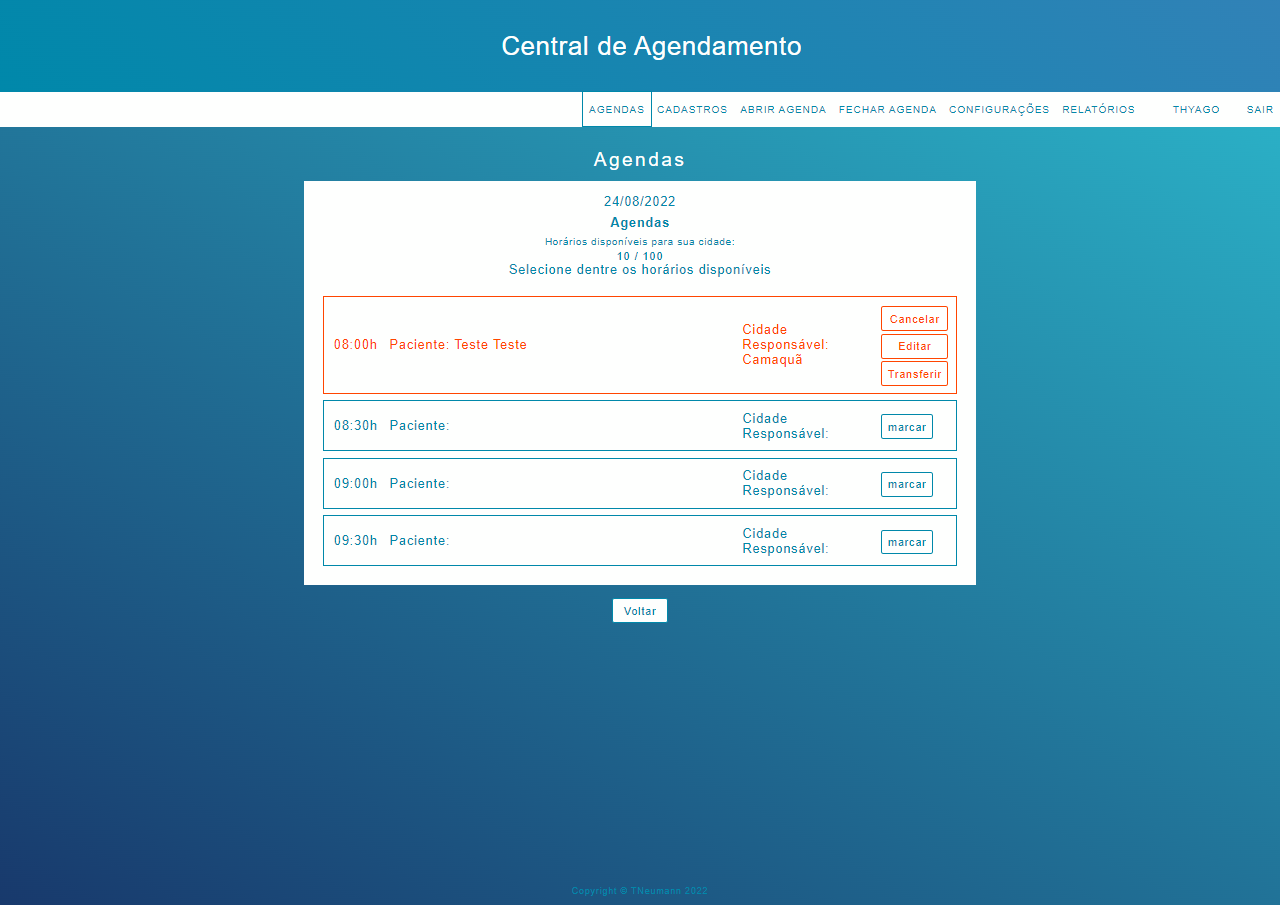 Central de Agendamento
AGENDAS CADASTROS ABRIR AGENDA FECHAR AGENDA CONFIGURAÇÕES RELATÓRIOS THYAGO SAIR
Agendas
24/08/2022
Agendas
Horários disponíveis para sua cidade:
10 / 100
Selecione dentre os horários disponíveis
08:00h Paciente: Teste Teste
Cidade
Responsável:
Camaquã
Cancelar
Editar
Transferir
08:30h Paciente:
Cidade
Responsável:
marcar
09:00h Paciente:
Cidade
Responsável:
marcar
09:30h Paciente:
Cidade
Responsável:
marcar
Voltar
Copyright © TNeumann 2022